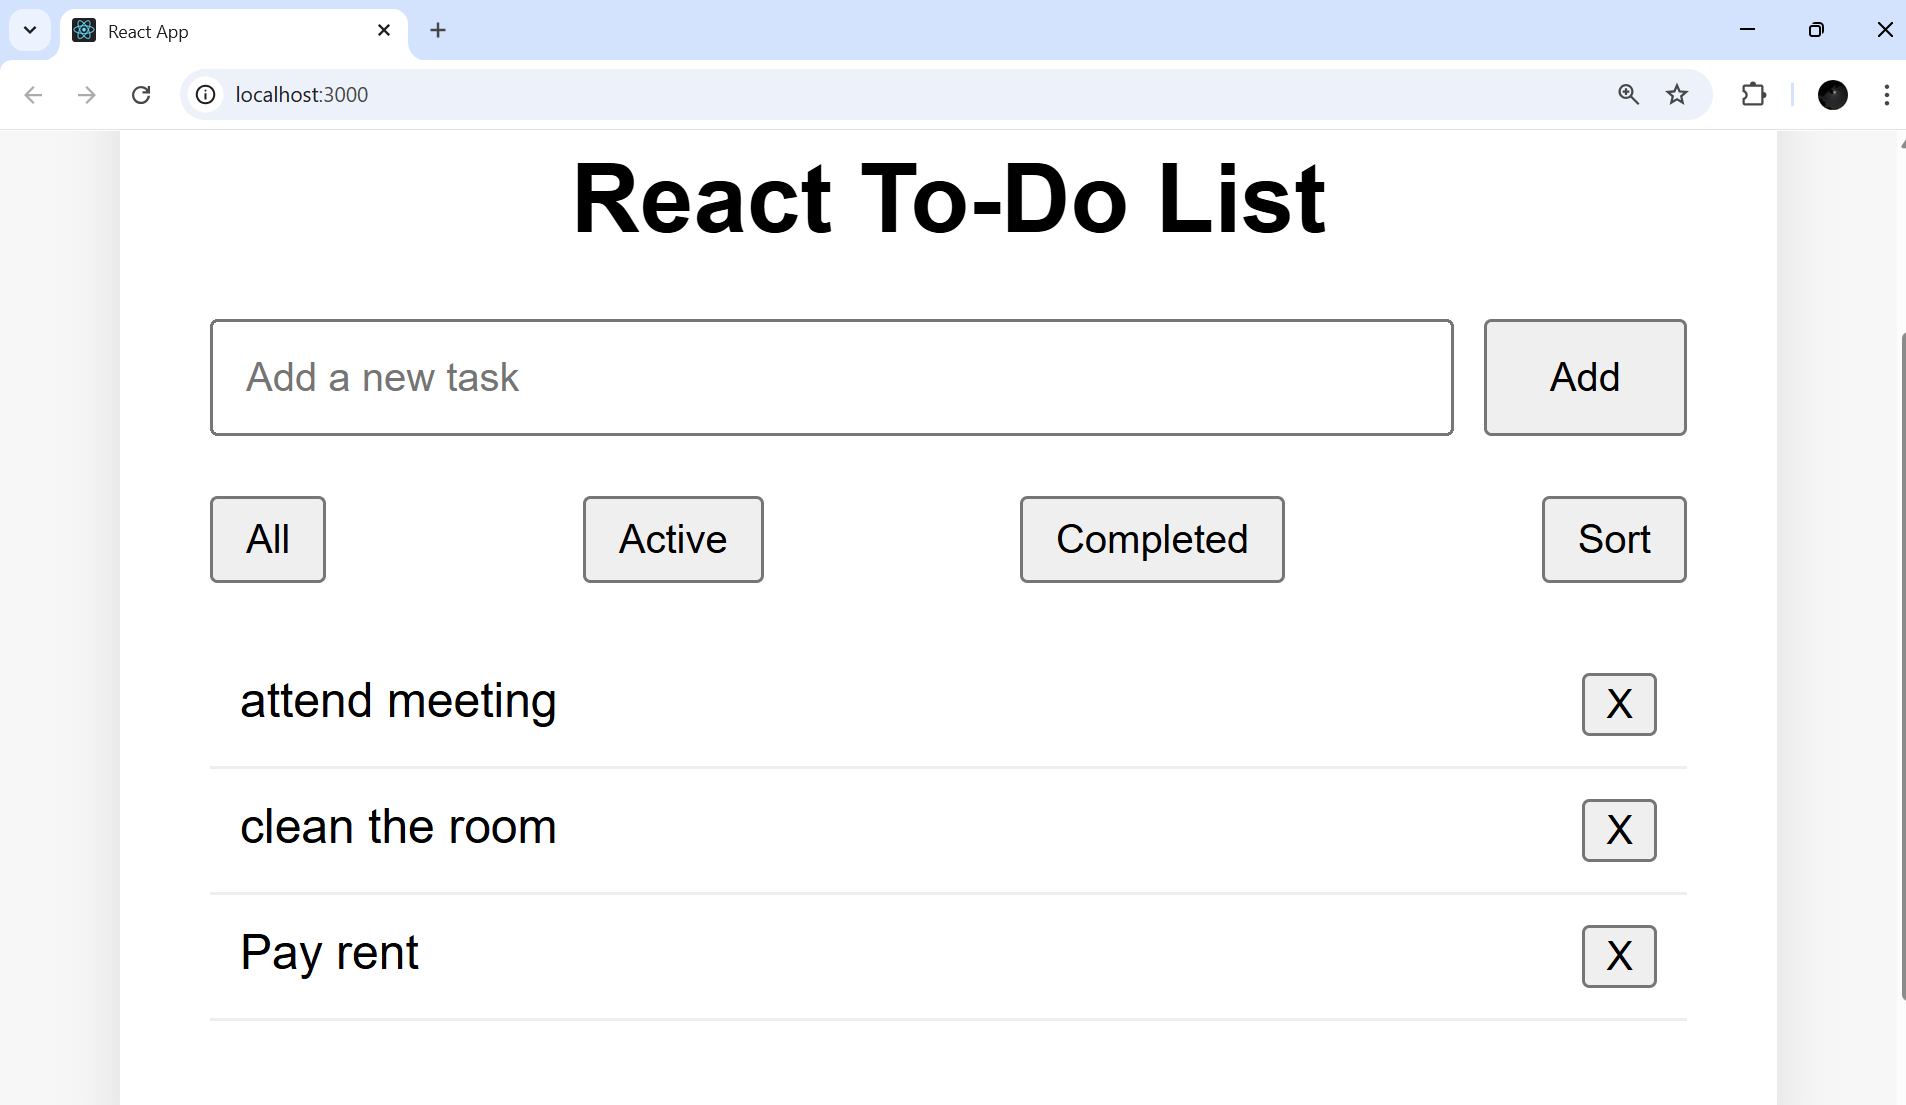 React App
localhost:3000
React To-Do List
Add a new task Add
All Active Completed Sort
attend meeting X
clean the room X
Pay rent X